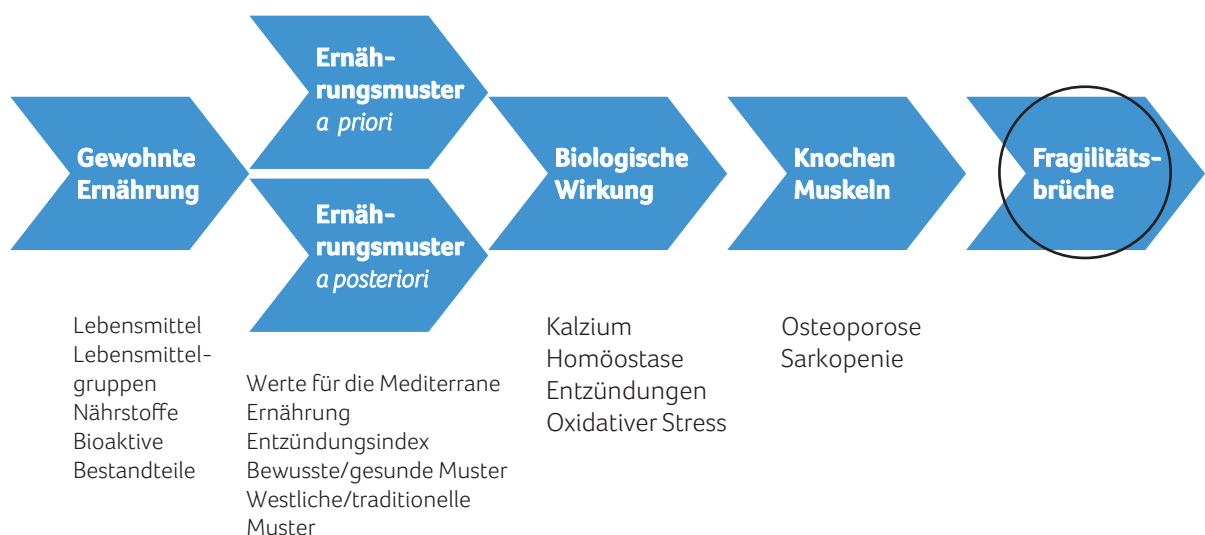 Gewohnte
Ernährung
Ernäh-
rungsmuster
a priori
Ernäh-
rungsmuster
a posteriori
Biologische
Wirkung
Knochen
Muskeln
Fragilitäts-
brüche
Lebensmittel
Lebensmittel-
gruppen
Nährstoffe
Bioaktive
Bestandteile
Werte für die Mediterrane
Ernährung
Entzündungsindex
Bewusste/gesunde Muster
Westliche/traditionelle
Muster
Kalzium
Homöostase
Entzündungen
Oxidativer Stress
Osteoporose
Sarkopenie